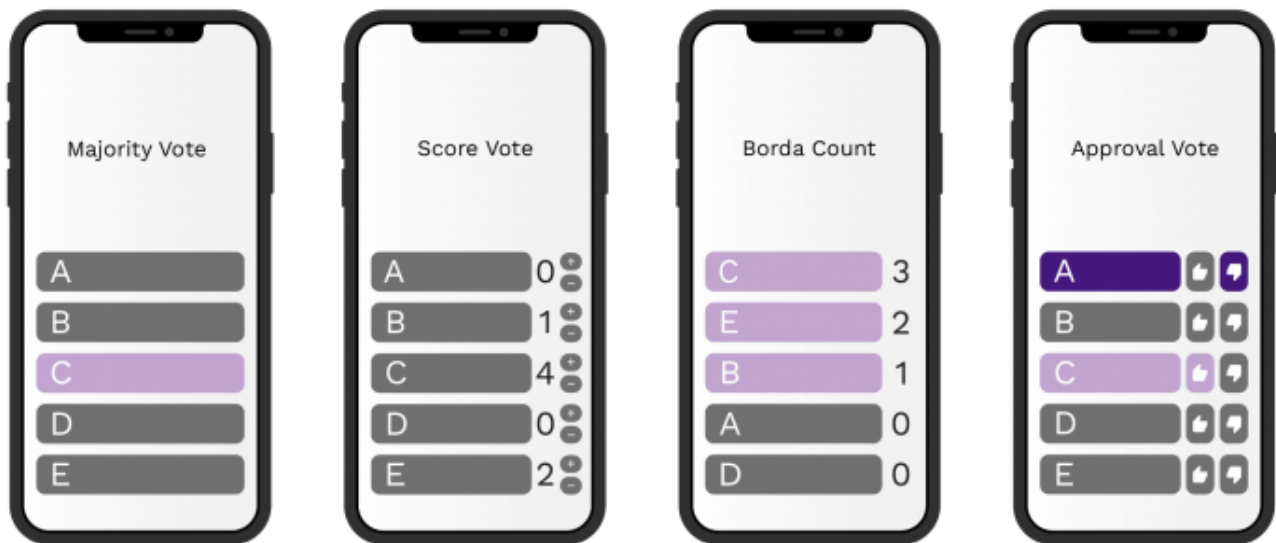 Majority Vote
A
B
C
D
E
Score Vote
A 0 + −
B 1 + −
C 4 + −
D 0 + −
E 2 + −
Borda Count
C 3
E 2
B 1
A 0
D 0
Approval Vote
A
B
C
D
E